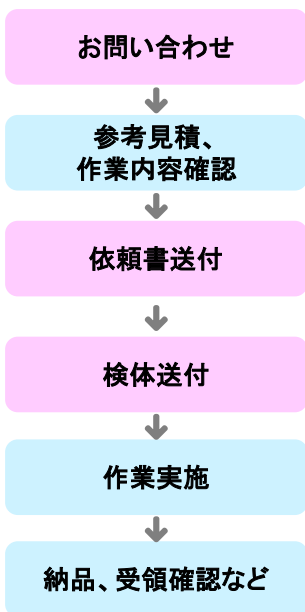 お問い合わせ
参考見積、
作業内容確認
依頼書送付
検体送付
作業実施
納品、受領確認など